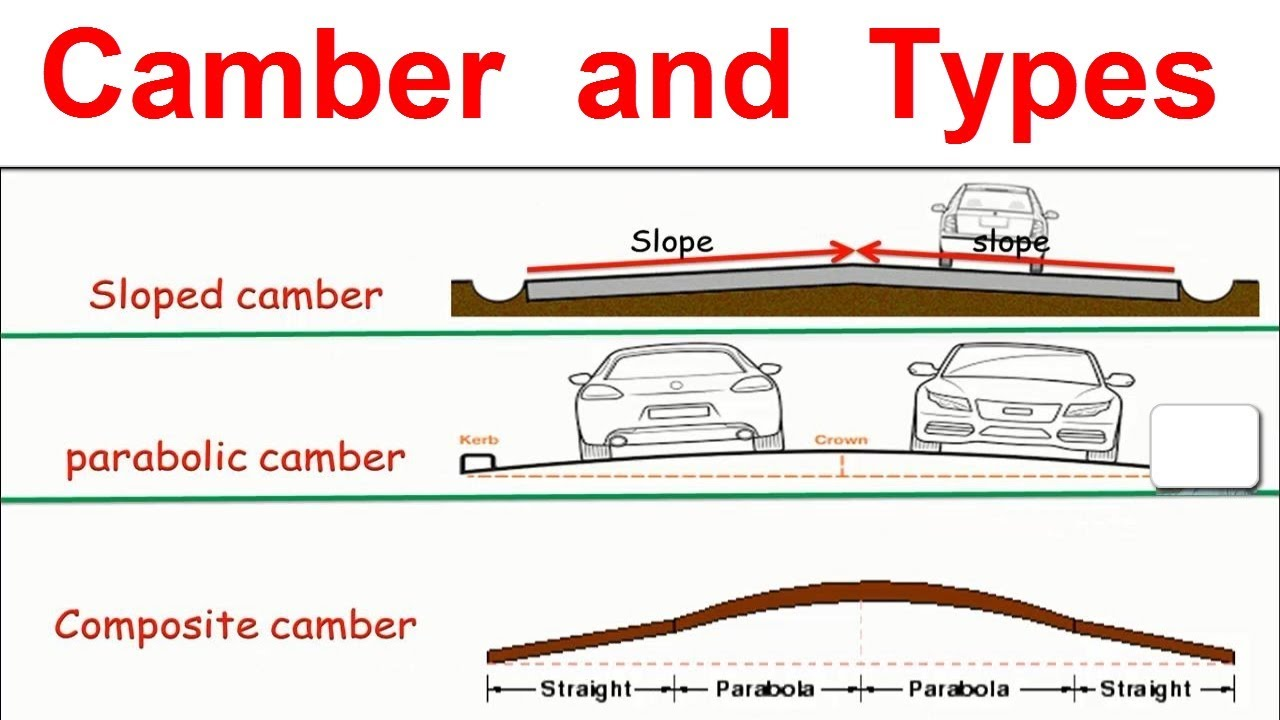 Camber and Types
Slope
slope
Sloped camber
Kerb
Crown
parabolic camber
Composite camber
Straight
Parabola
Parabola
Straight